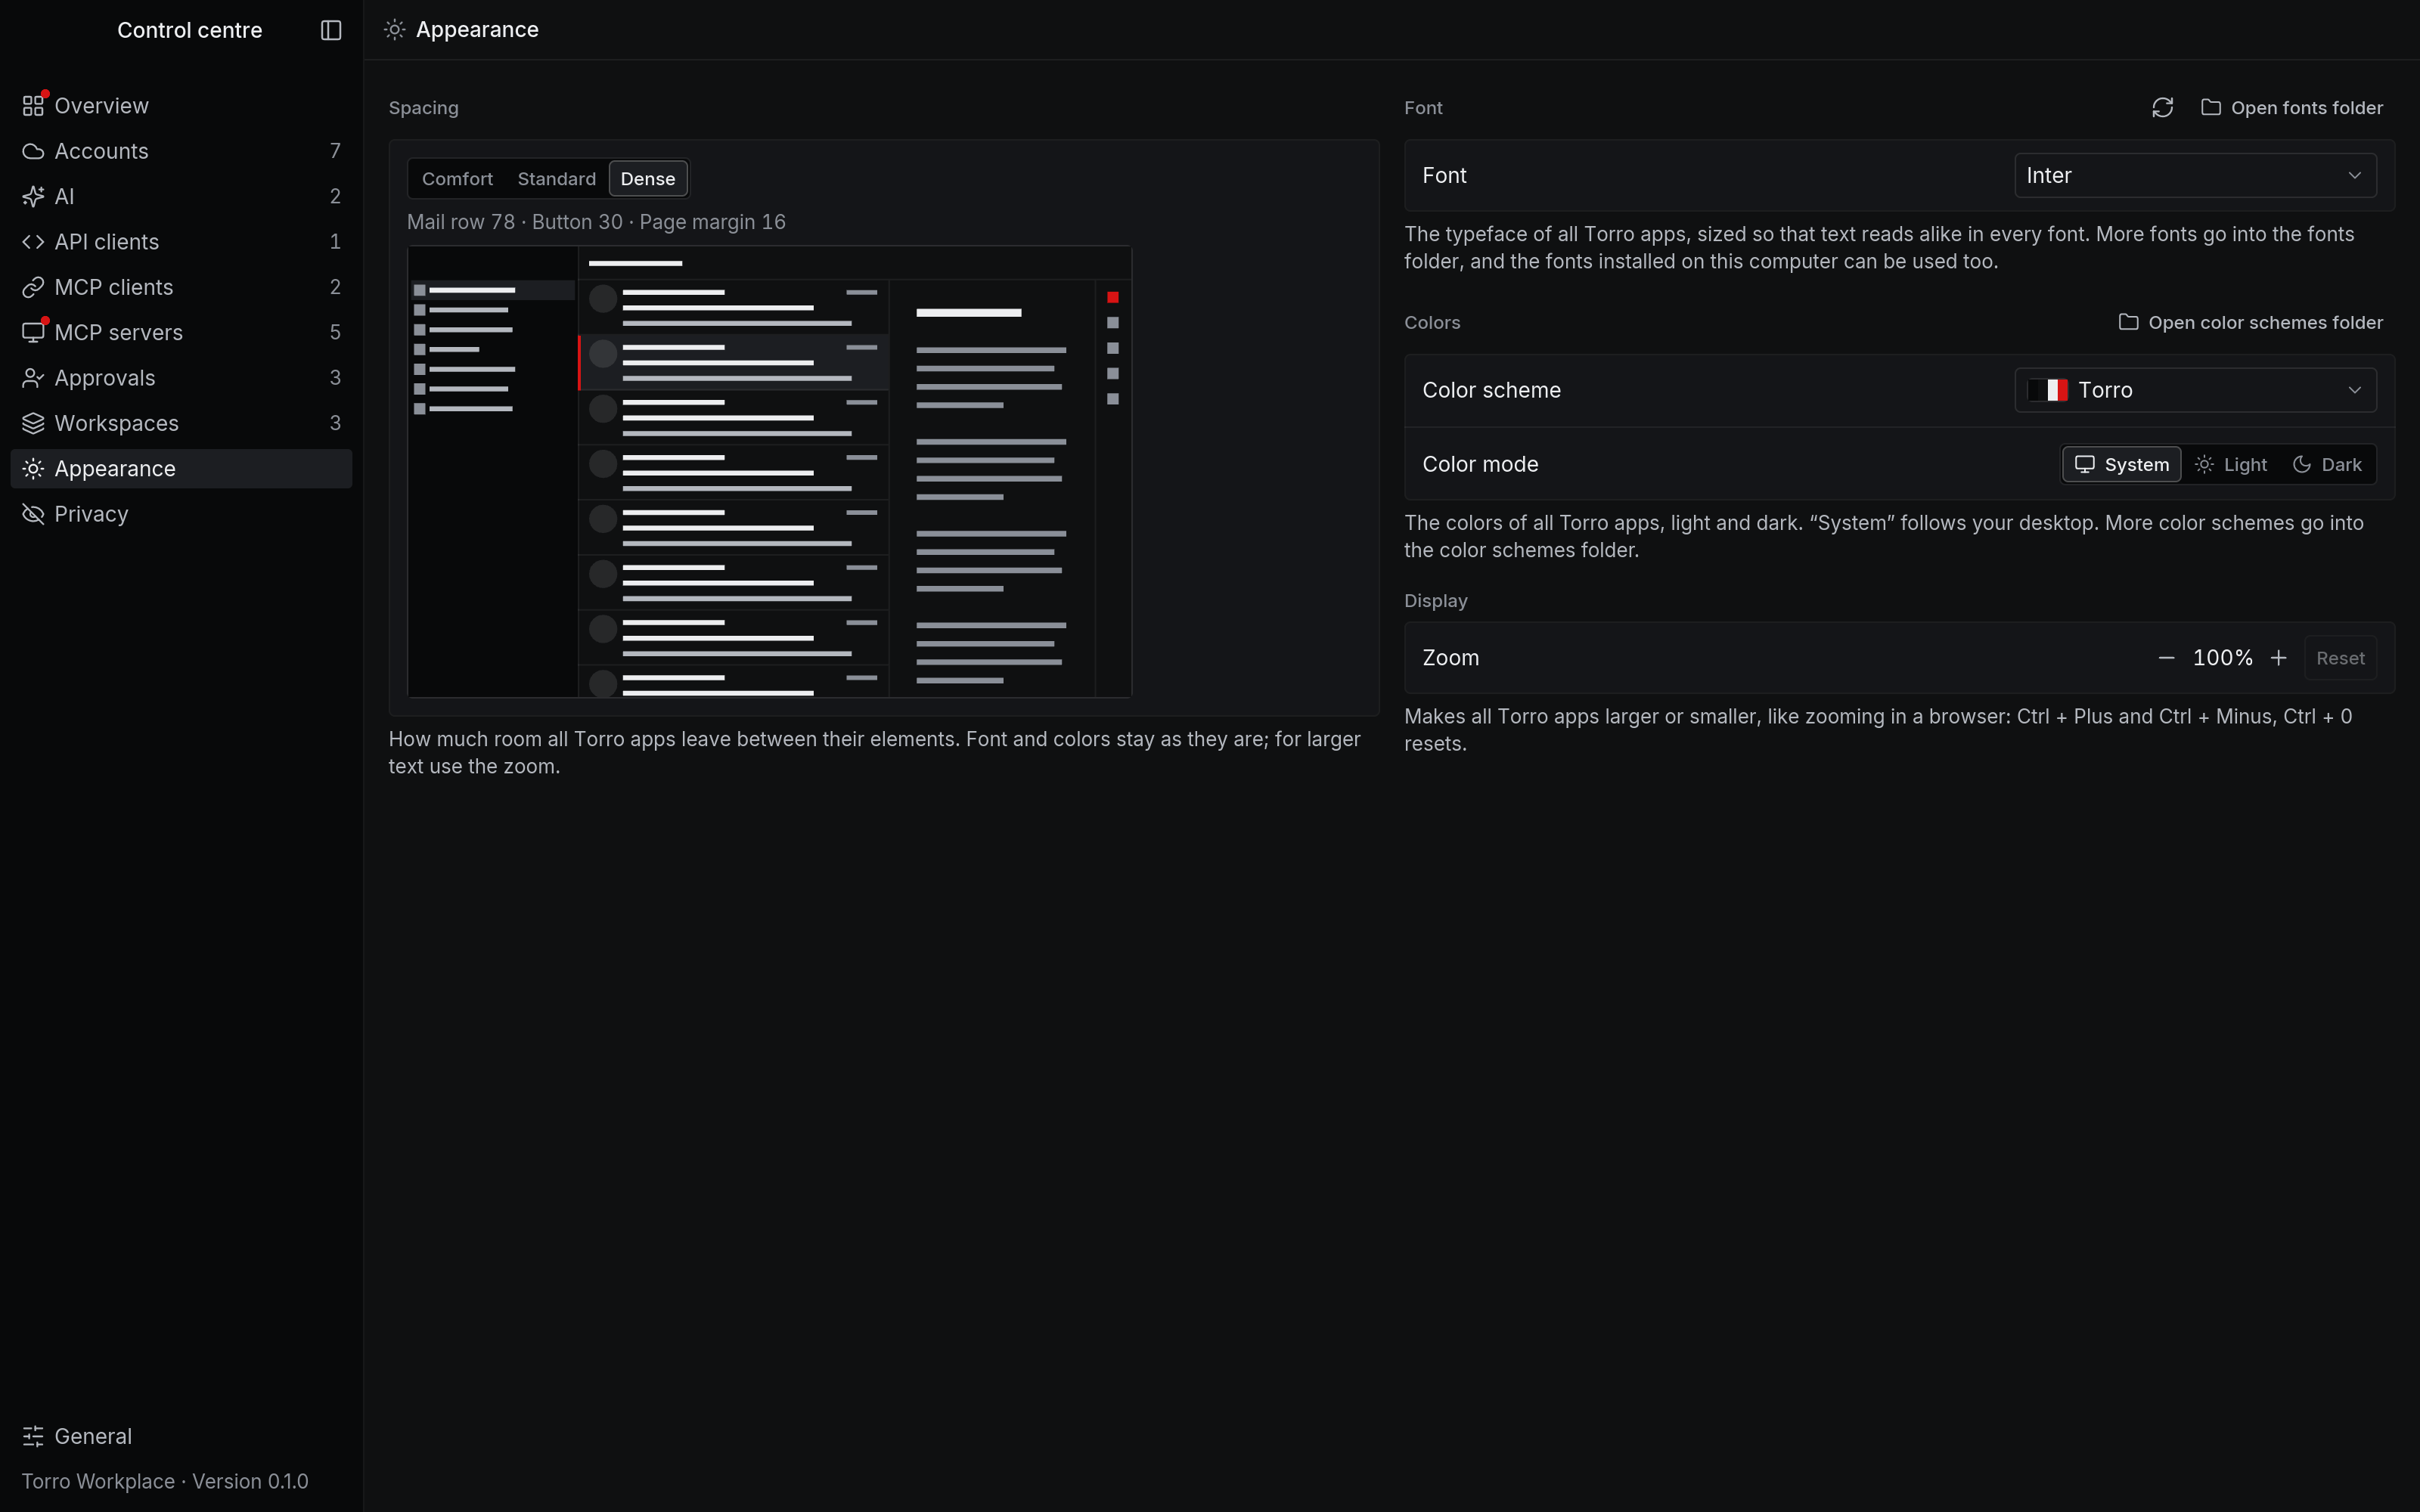 Control centre
Overview
Accounts 7
AI 2
API clients 1
MCP clients 2
MCP servers 5
Approvals 3
Workspaces 3
Appearance
Privacy
General
Torro Workplace · Version 0.1.0
Appearance
Spacing
Comfort Standard Dense
Mail row 78 · Button 30 · Page margin 16
How much room all Torro apps leave between their elements. Font and colors stay as they are; for larger
text use the zoom.
Font Open fonts folder
Font Inter
The typeface of all Torro apps, sized so that text reads alike in every font. More fonts go into the fonts
folder, and the fonts installed on this computer can be used too.
Colors Open color schemes folder
Color scheme Torro
Color mode System Light Dark
The colors of all Torro apps, light and dark. “System” follows your desktop. More color schemes go into
the color schemes folder.
Display
Zoom 100% Reset
Makes all Torro apps larger or smaller, like zooming in a browser: Ctrl + Plus and Ctrl + Minus, Ctrl + 0
resets.